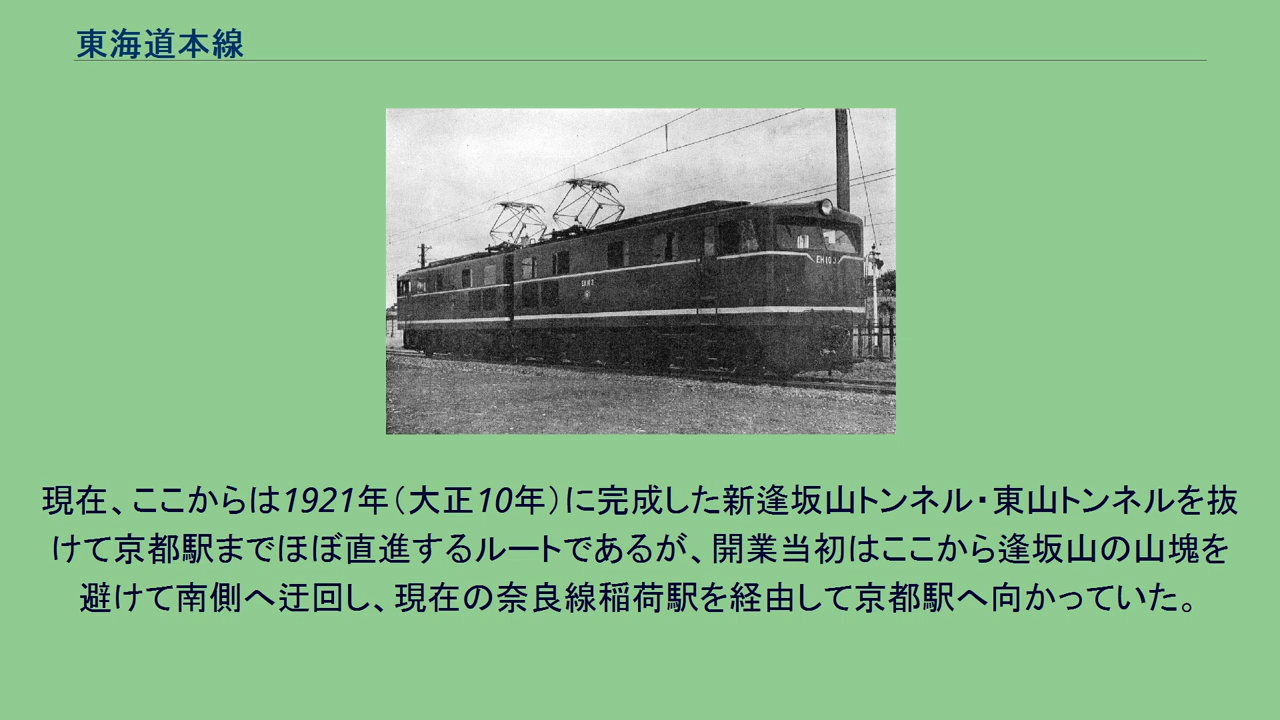 東海道本線
EH10 3
現在、ここからは1921年（大正10年）に完成した新逢坂山トンネル・東山トンネルを抜
けて京都駅までほぼ直進するルートであるが、開業当初はここから逢坂山の山塊を
避けて南側へ迂回し、現在の奈良線稲荷駅を経由して京都駅へ向かっていた。